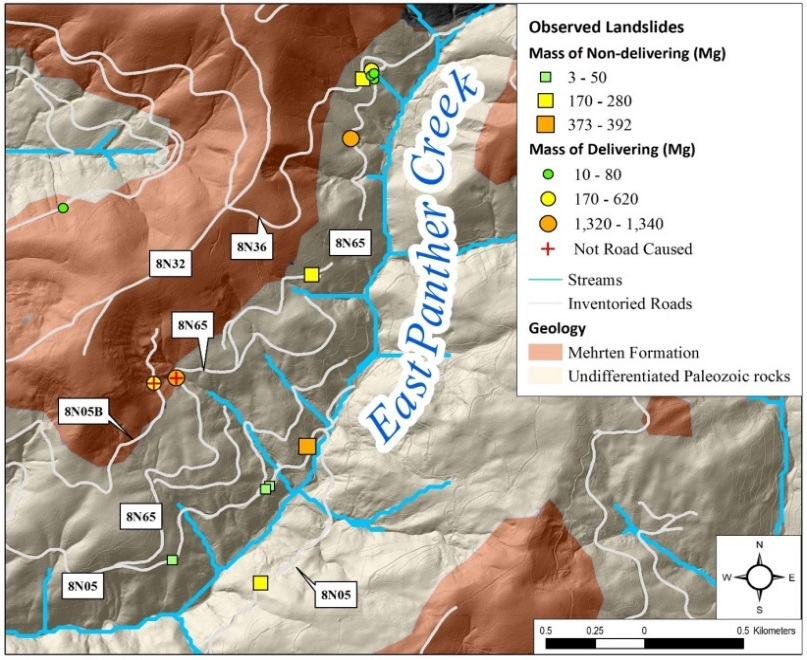 Observed Landslides
Mass of Non-delivering (Mg)
3 - 50
170 - 280
373 - 392
Mass of Delivering (Mg)
10 - 80
170 - 620
1,320 - 1,340
Not Road Caused
Streams
Inventoried Roads
Geology
Mehrten Formation
Undifferentiated Paleozoic rocks
East Panther Creek
8N36
8N65
8N32
8N65
8N05B
8N65
8N05
8N05
N
W E
S
0.5 0.25 0 0.5 Kilometers